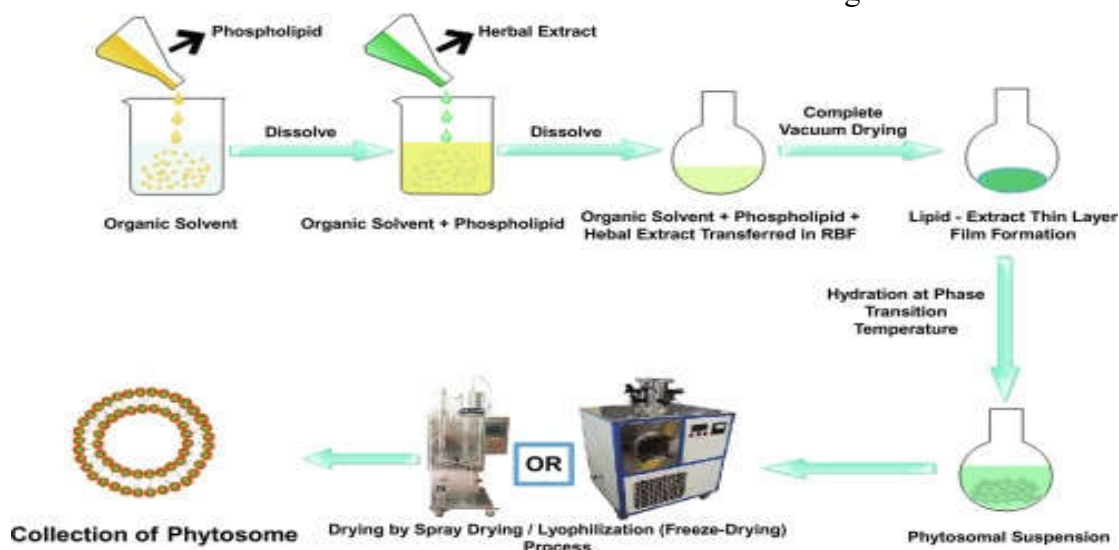 Phospholipid
Herbal Extract
Dissolve
Dissolve
Complete
Vacuum Drying
Organic Solvent
Organic Solvent + Phospholipid
Organic Solvent + Phospholipid +
Hebal Extract Transferred in RBF
Lipid - Extract Thin Layer
Film Formation
Hydration at Phase
Transition
Temperature
OR
Collection of Phytosome
Drying by Spray Drying / Lyophilization (Freeze-Drying)
Process
Phytosomal Suspension